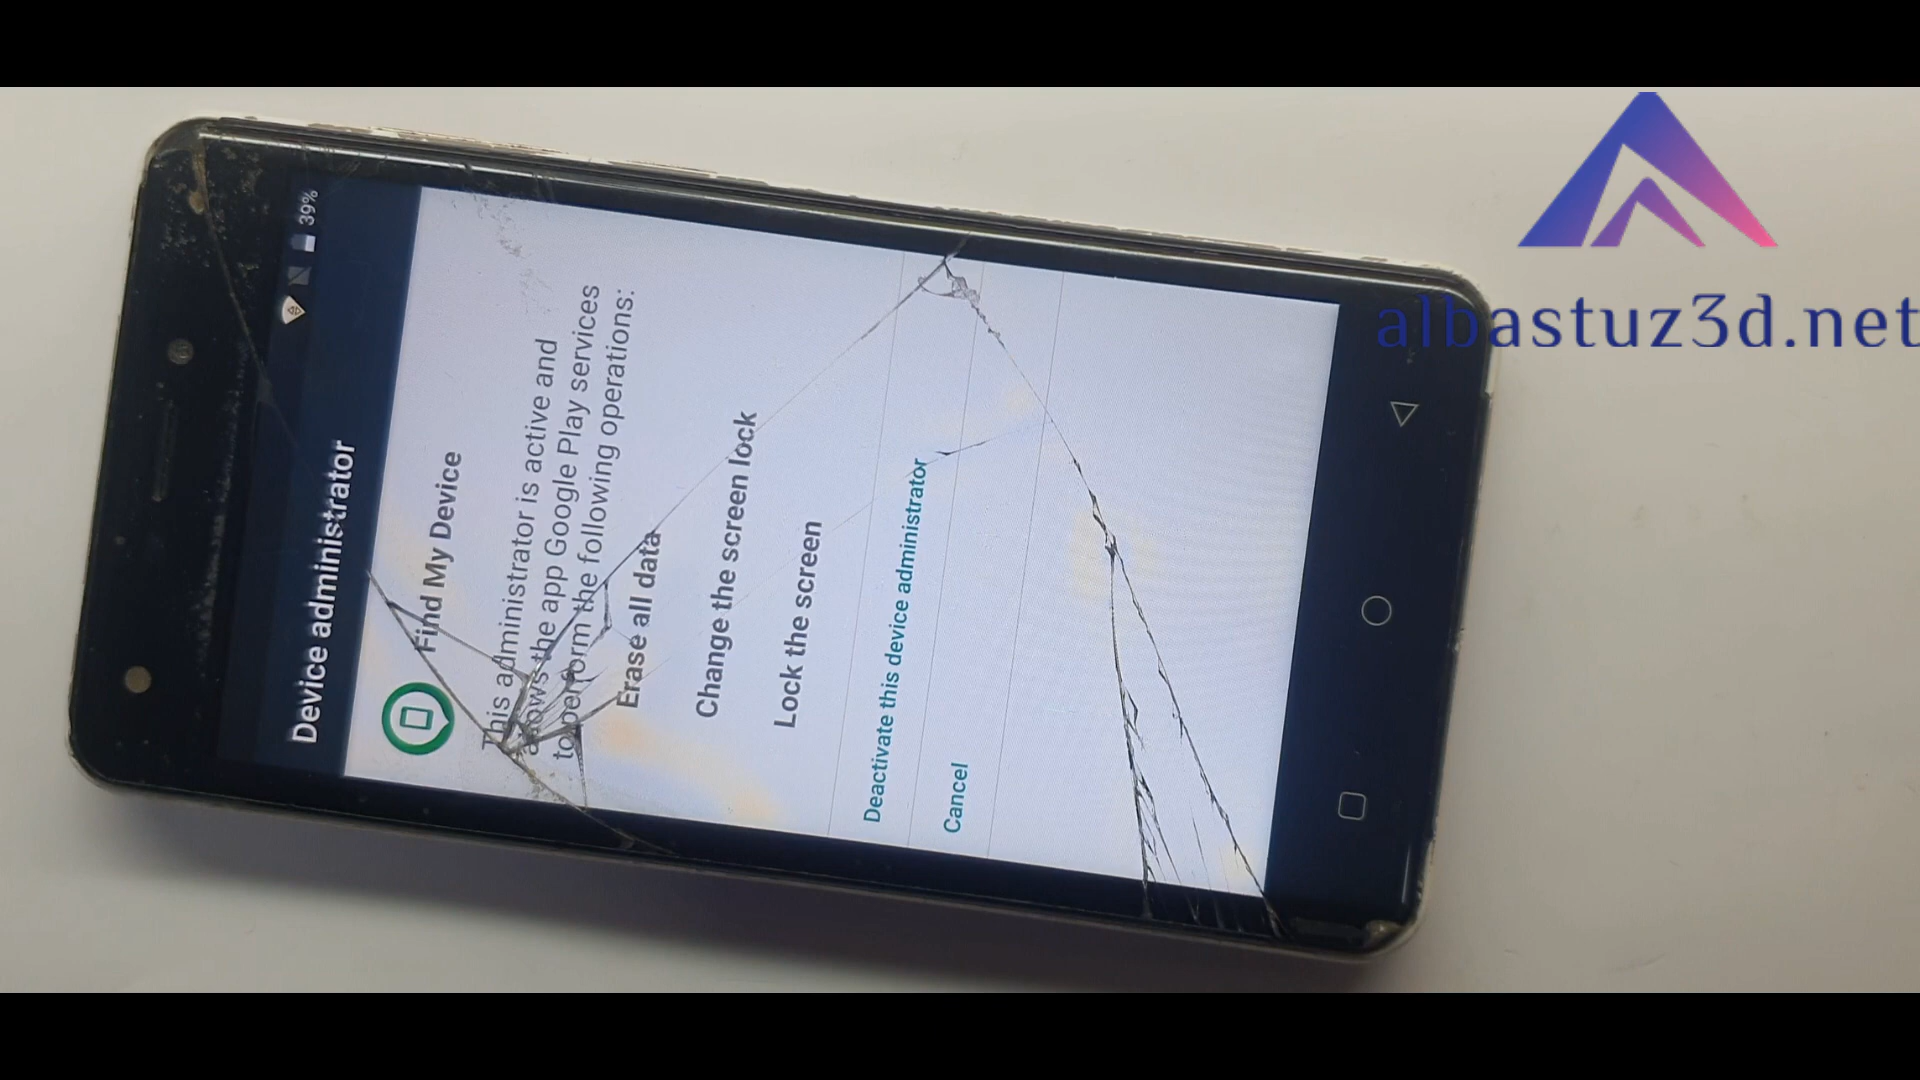 39%
Device administrator
Find My Device
This administrator is active and
allows the app Google Play services
to perform the following operations:
Erase all data
Change the screen lock
Lock the screen
Deactivate this device administrator
Cancel
albastuz3d.net